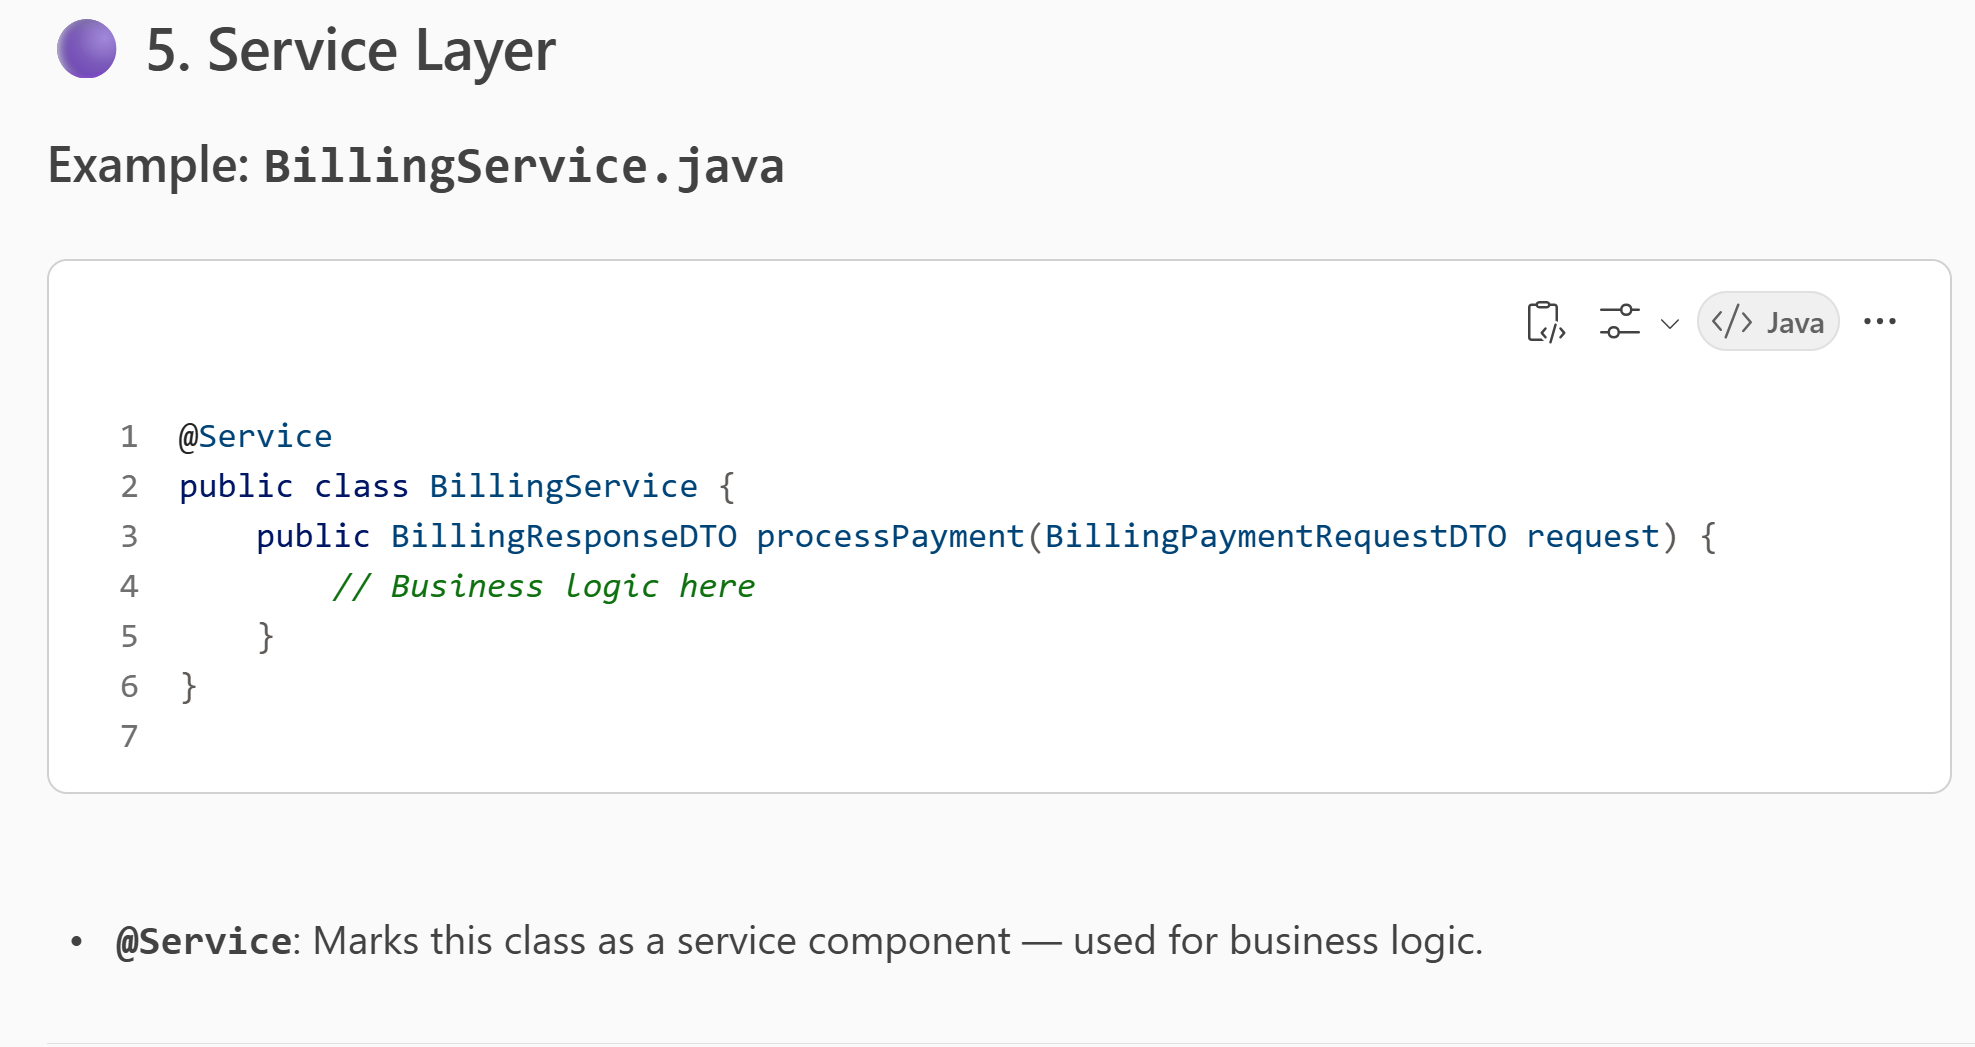 5. Service Layer
Example: BillingService.java
</> Java
1 @Service
2 public class BillingService {
3     public BillingResponseDTO processPayment(BillingPaymentRequestDTO request) {
4         // Business logic here
5     }
6 }
7
• @Service: Marks this class as a service component — used for business logic.